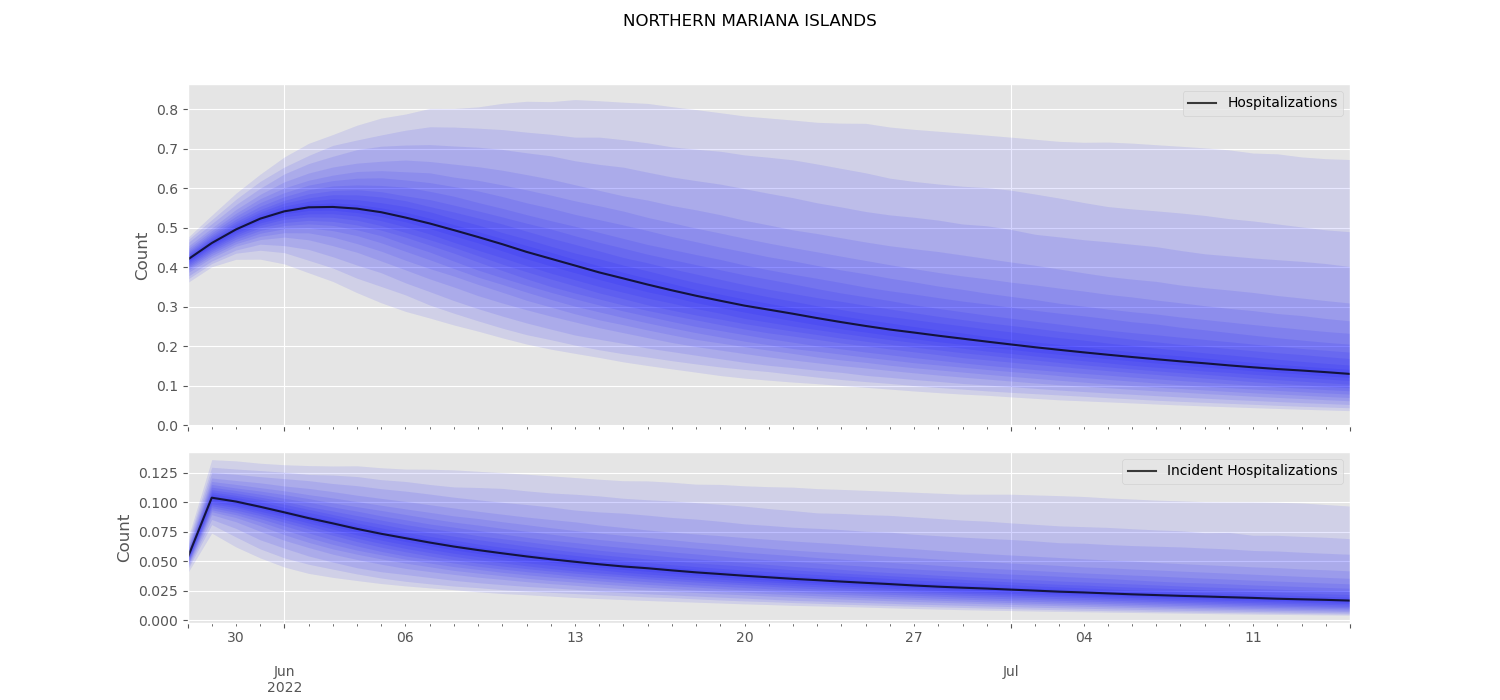 NORTHERN MARIANA ISLANDS
Hospitalizations
Count
0.8
0.7
0.6
0.5
0.4
0.3
0.2
0.1
0.0
Incident Hospitalizations
Count
0.125
0.100
0.075
0.050
0.025
0.000
30 06 13 20 27 04 11
Jun Jul
2022